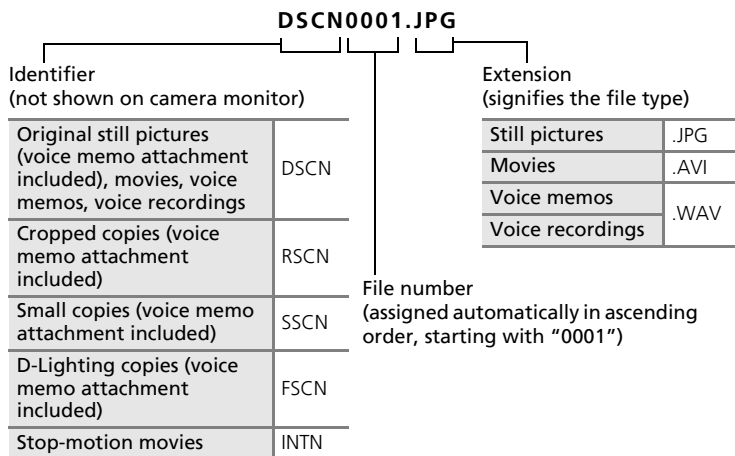 DSCN0001.JPG
Identifier
(not shown on camera monitor)
Original still pictures
(voice memo attachment
included), movies, voice
memos, voice recordings
DSCN
Cropped copies (voice
memo attachment
included)
RSCN
Small copies (voice memo
attachment included)
SSCN
D-Lighting copies (voice
memo attachment
included)
FSCN
Stop-motion movies
INTN
File number
(assigned automatically in ascending
order, starting with “0001”)
Extension
(signifies the file type)
Still pictures
.JPG
Movies
.AVI
Voice memos
Voice recordings
.WAV